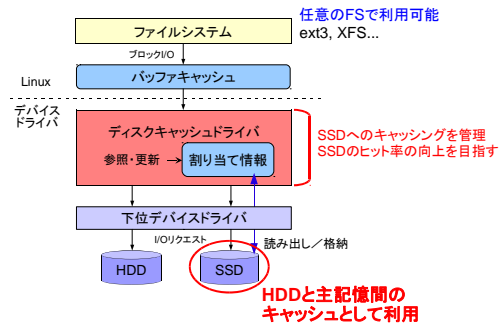 任意のFSで利用可能
ext3, XFS...
ファイルシステム
ブロックI/O
バッファキャッシュ
Linux
デバイス
ドライバ
ディスクキャッシュドライバ
参照・更新 → 割り当て情報
SSDへのキャッシングを管理
SSDのヒット率の向上を目指す
下位デバイスドライバ
I/Oリクエスト
読み出し／格納
HDD
SSD
HDDと主記憶間の
キャッシュとして利用